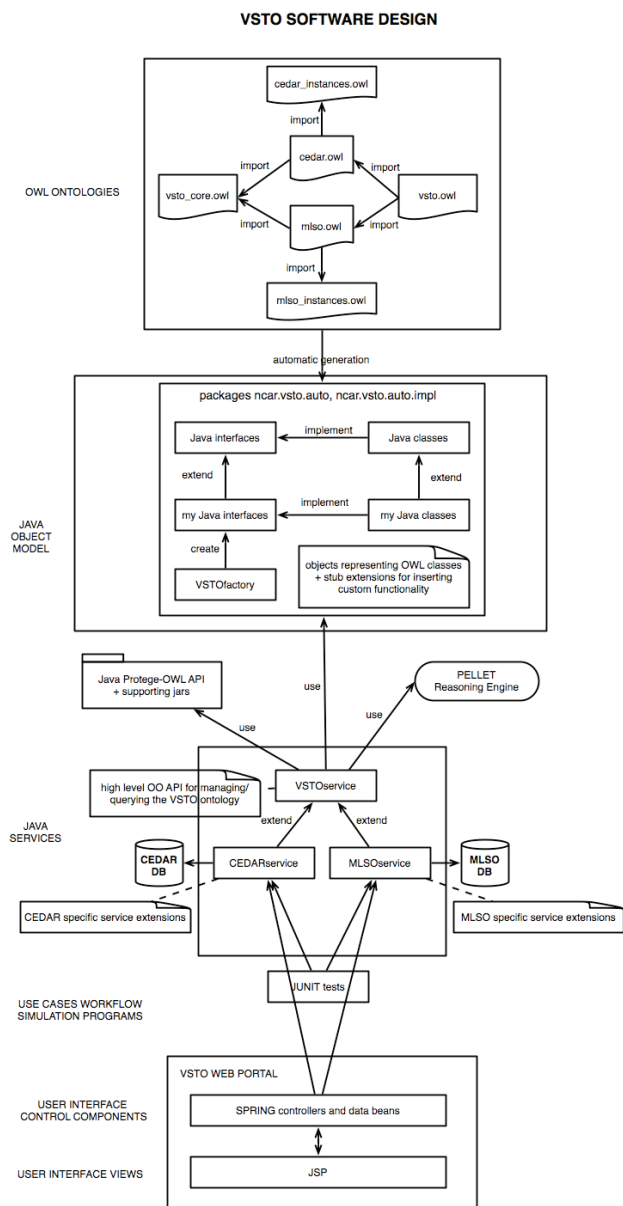 VSTO SOFTWARE DESIGN
cedar_instances.owl
import
cedar.owl
import
import
OWL ONTOLOGIES
vsto_core.owl
vsto.owl
mlso.owl
import
import
import
mlso_instances.owl
automatic generation
packages ncar.vsto.auto, ncar.vsto.auto.impl
Java interfaces
implement
Java classes
extend
extend
my Java interfaces
implement
my Java classes
JAVA
OBJECT
MODEL
create
VSTOfactory
objects representing OWL classes
+ stub extensions for inserting
custom functionality
Java Protege-OWL API
+ supporting jars
PELLET
Reasoning Engine
use
use
use
high level OO API for managing/
querying the VSTO ontology
VSTOservice
JAVA
SERVICES
extend
extend
CEDAR
DB
CEDARservice
MLSOservice
MLSO
DB
CEDAR specific service extensions
MLSO specific service extensions
JUNIT tests
USE CASES WORKFLOW
SIMULATION PROGRAMS
VSTO WEB PORTAL
USER INTERFACE
CONTROL COMPONENTS
SPRING controllers and data beans
USER INTERFACE VIEWS
JSP